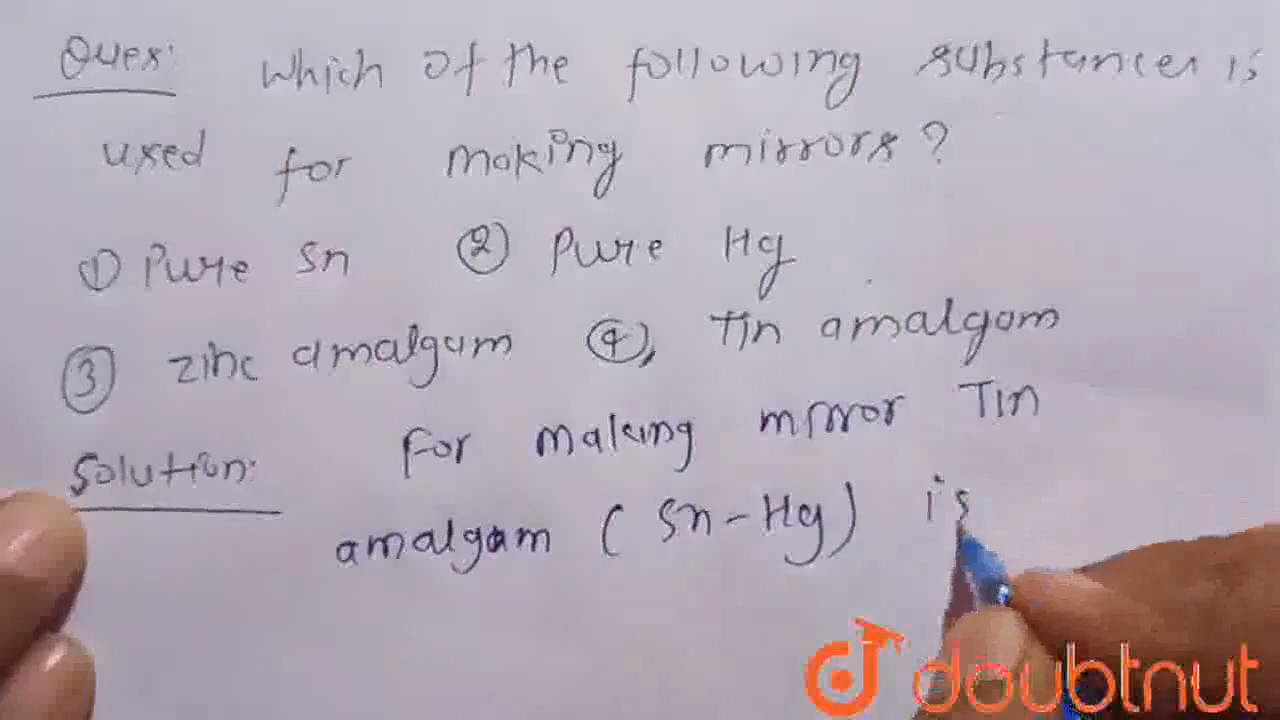 Ques: Which of the following substances is
used for making mirrors?
① Pure Sn ② Pure Hg
③ zinc amalgam ④, Tin amalgam
Solution: For making mirror Tin
amalgam (Sn-Hg) is
doubtnut